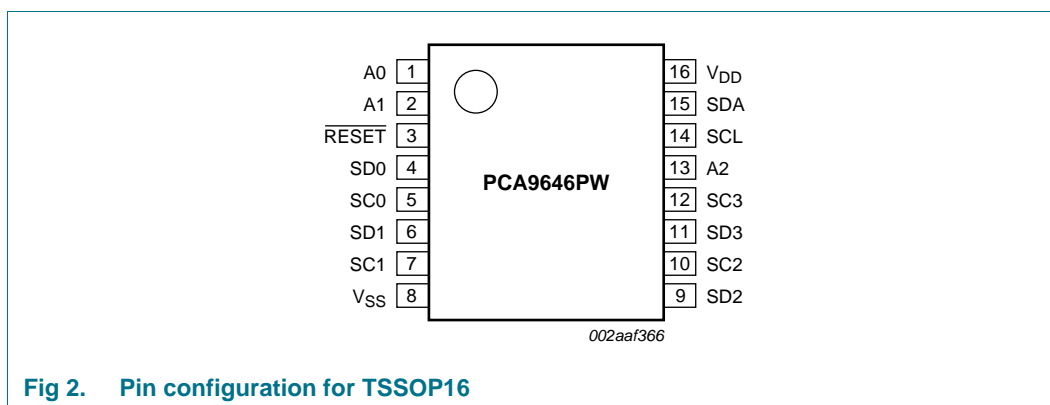 A0 1
A1 2
RESET 3
SD0 4
SC0 5
SD1 6
SC1 7
VSS 8
PCA9646PW
16 VDD
15 SDA
14 SCL
13 A2
12 SC3
11 SD3
10 SC2
9 SD2
002aaf366
Fig 2. Pin configuration for TSSOP16